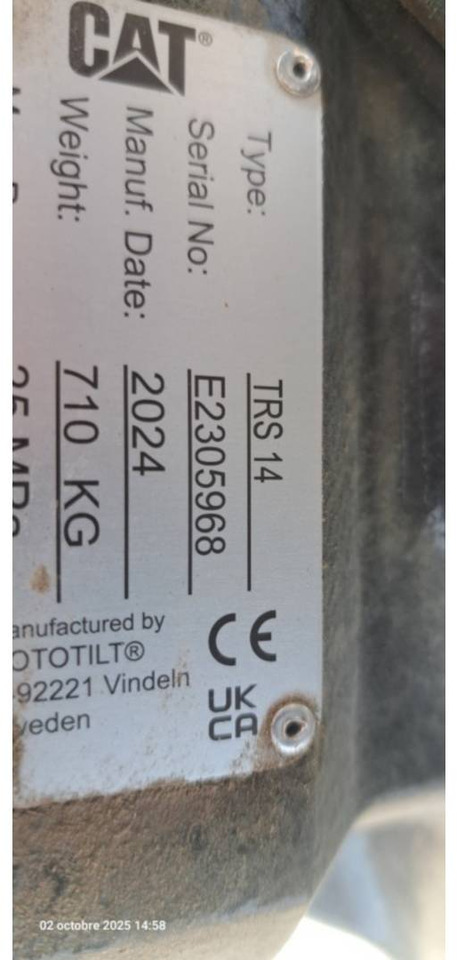 CAT®
Type: TRS 14
Serial No: E2305968
Manuf. Date: 2024
Weight: 710 KG
CE
UK
CA
anufactured by
OTOTILT®
-92221 Vindeln
weden
02 octobre 2025 14:58